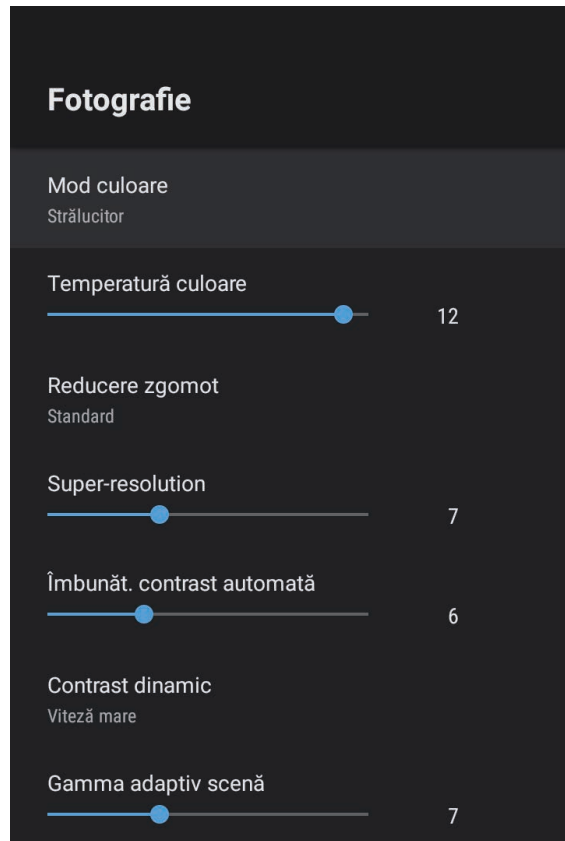 Fotografie
Mod culoare
Strălucitor
Temperatură culoare
12
Reducere zgomot
Standard
Super-resolution
7
Îmbunăt. contrast automată
6
Contrast dinamic
Viteză mare
Gamma adaptiv scenă
7